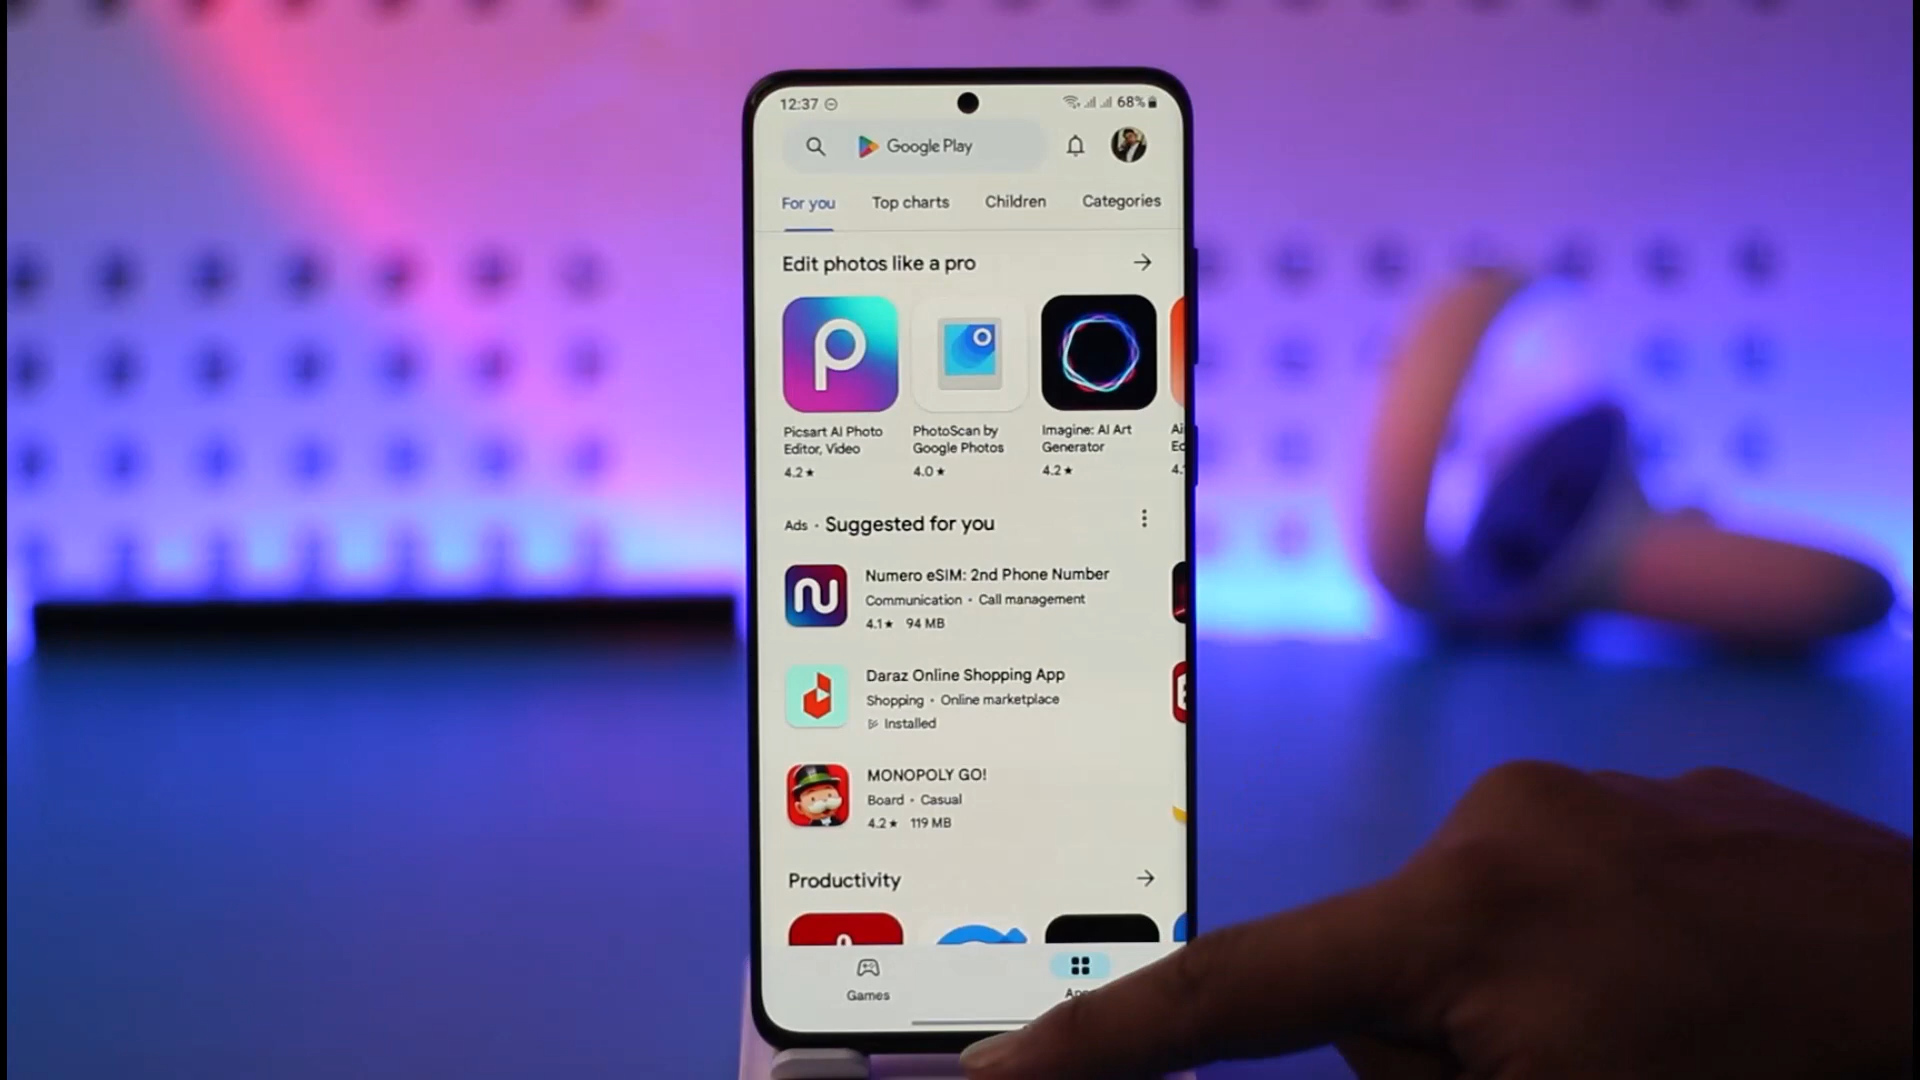 12:37
68%
Google Play
For you
Top charts
Children
Categories
Edit photos like a pro
Picsart AI Photo
Editor, Video
4.2★
PhotoScan by
Google Photos
4.0★
Imagine: AI Art
Generator
4.2★
Ads · Suggested for you
Numero eSIM: 2nd Phone Number
Communication · Call management
4.1★ 94 MB
Daraz Online Shopping App
Shopping · Online marketplace
Installed
MONOPOLY GO!
Board · Casual
4.2★ 119 MB
Productivity
Games